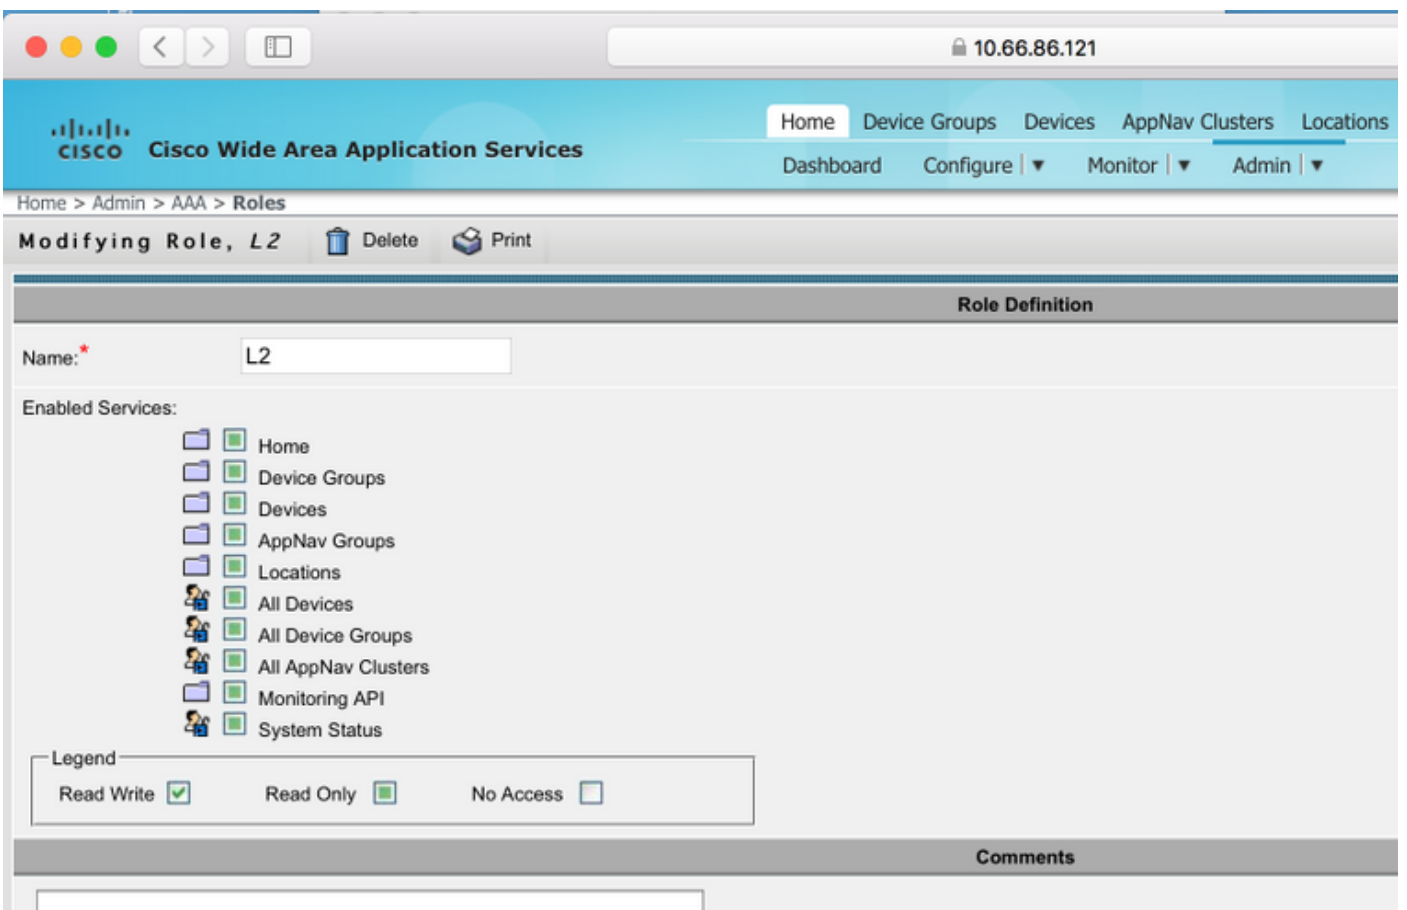 10.66.86.121
CISCO Cisco Wide Area Application Services
Home Device Groups Devices AppNav Clusters Locations
Dashboard Configure | ▼ Monitor | ▼ Admin | ▼
Home > Admin > AAA > Roles
Modifying Role, L2 Delete Print
Role Definition
Name:* L2
Enabled Services:
Home
Device Groups
Devices
AppNav Groups
Locations
All Devices
All Device Groups
All AppNav Clusters
Monitoring API
System Status
Legend
Read Write Read Only No Access
Comments